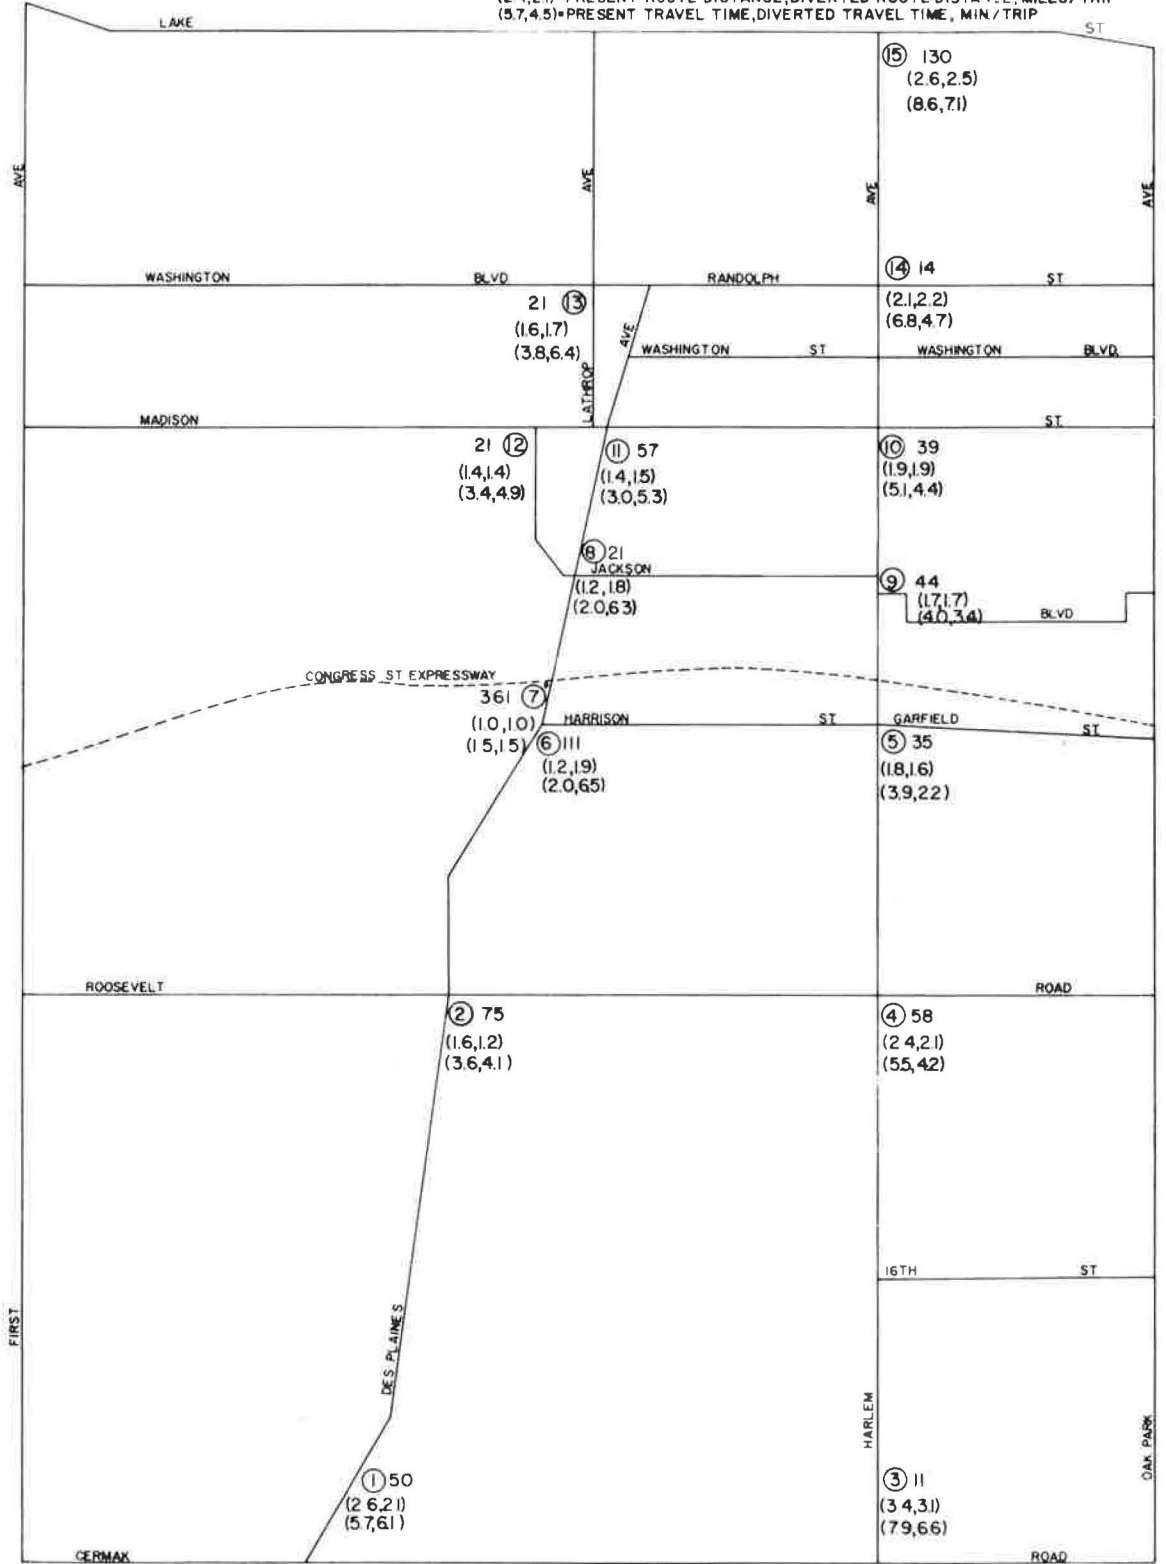 (5.7,4.5)=PRESENT TRAVEL TIME,DIVERTED TRAVEL TIME, MIN./TRIP
LAKE
ST
15 130
(2.6,2.5)
(8.6,7.1)
AVE
AVE
AVE
AVE
WASHINGTON
BLVD
RANDOLPH
14 14
ST
(2.1,2.2)
(6.8,4.7)
21 13
(1.6,1.7)
(3.8,6.4)
LATHROP
AVE
WASHINGTON
ST
WASHINGTON
BLVD.
MADISON
ST.
21 12
(1.4,1.4)
(3.4,4.9)
11 57
(1.4,1.5)
(3.0,5.3)
10 39
(1.9,1.9)
(5.1,4.4)
8 21
JACKSON
(1.2,1.8)
(2.0,6.3)
9 44
(1.7,1.7)
(4.0,3.4)
BLVD
CONGRESS ST EXPRESSWAY
361 7
(1.0,1.0)
(1.5,1.5)
HARRISON
ST
GARFIELD
ST.
6 111
(1.2,1.9)
(2.0,6.5)
5 35
(1.8,1.6)
(3.9,2.2)
ROOSEVELT
ROAD
2 75
(1.6,1.2)
(3.6,4.1)
4 58
(2.4,2.1)
(5.5,4.2)
16TH
ST
FIRST
DES PLAINES
HARLEM
OAK PARK
1 50
(2.6,2.1)
(5.7,6.1)
3 11
(3.4,3.1)
(7.9,6.6)
CERMAK
ROAD